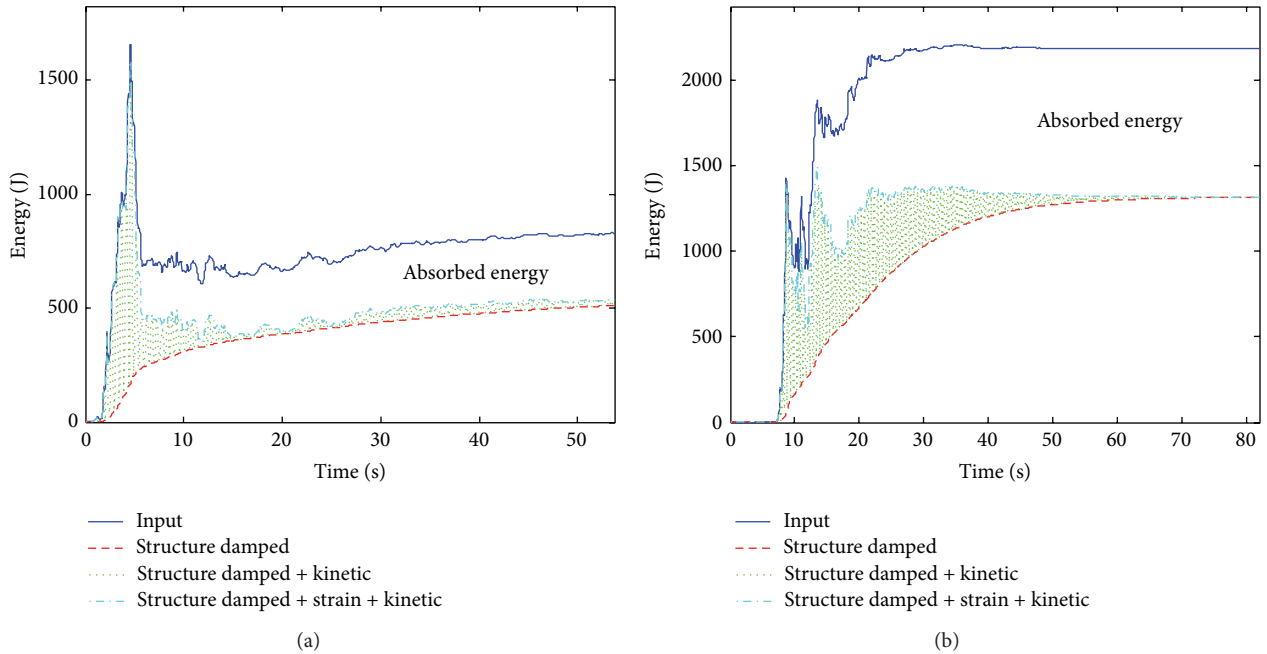 1500
1000
500
0
Energy (J)
Absorbed energy
0
10
20
30
40
50
Time (s)
Input
Structure damped
Structure damped + kinetic
Structure damped + strain + kinetic
(a)
2000
1500
1000
500
0
Energy (J)
Absorbed energy
0
10
20
30
40
50
60
70
80
Time (s)
Input
Structure damped
Structure damped + kinetic
Structure damped + strain + kinetic
(b)